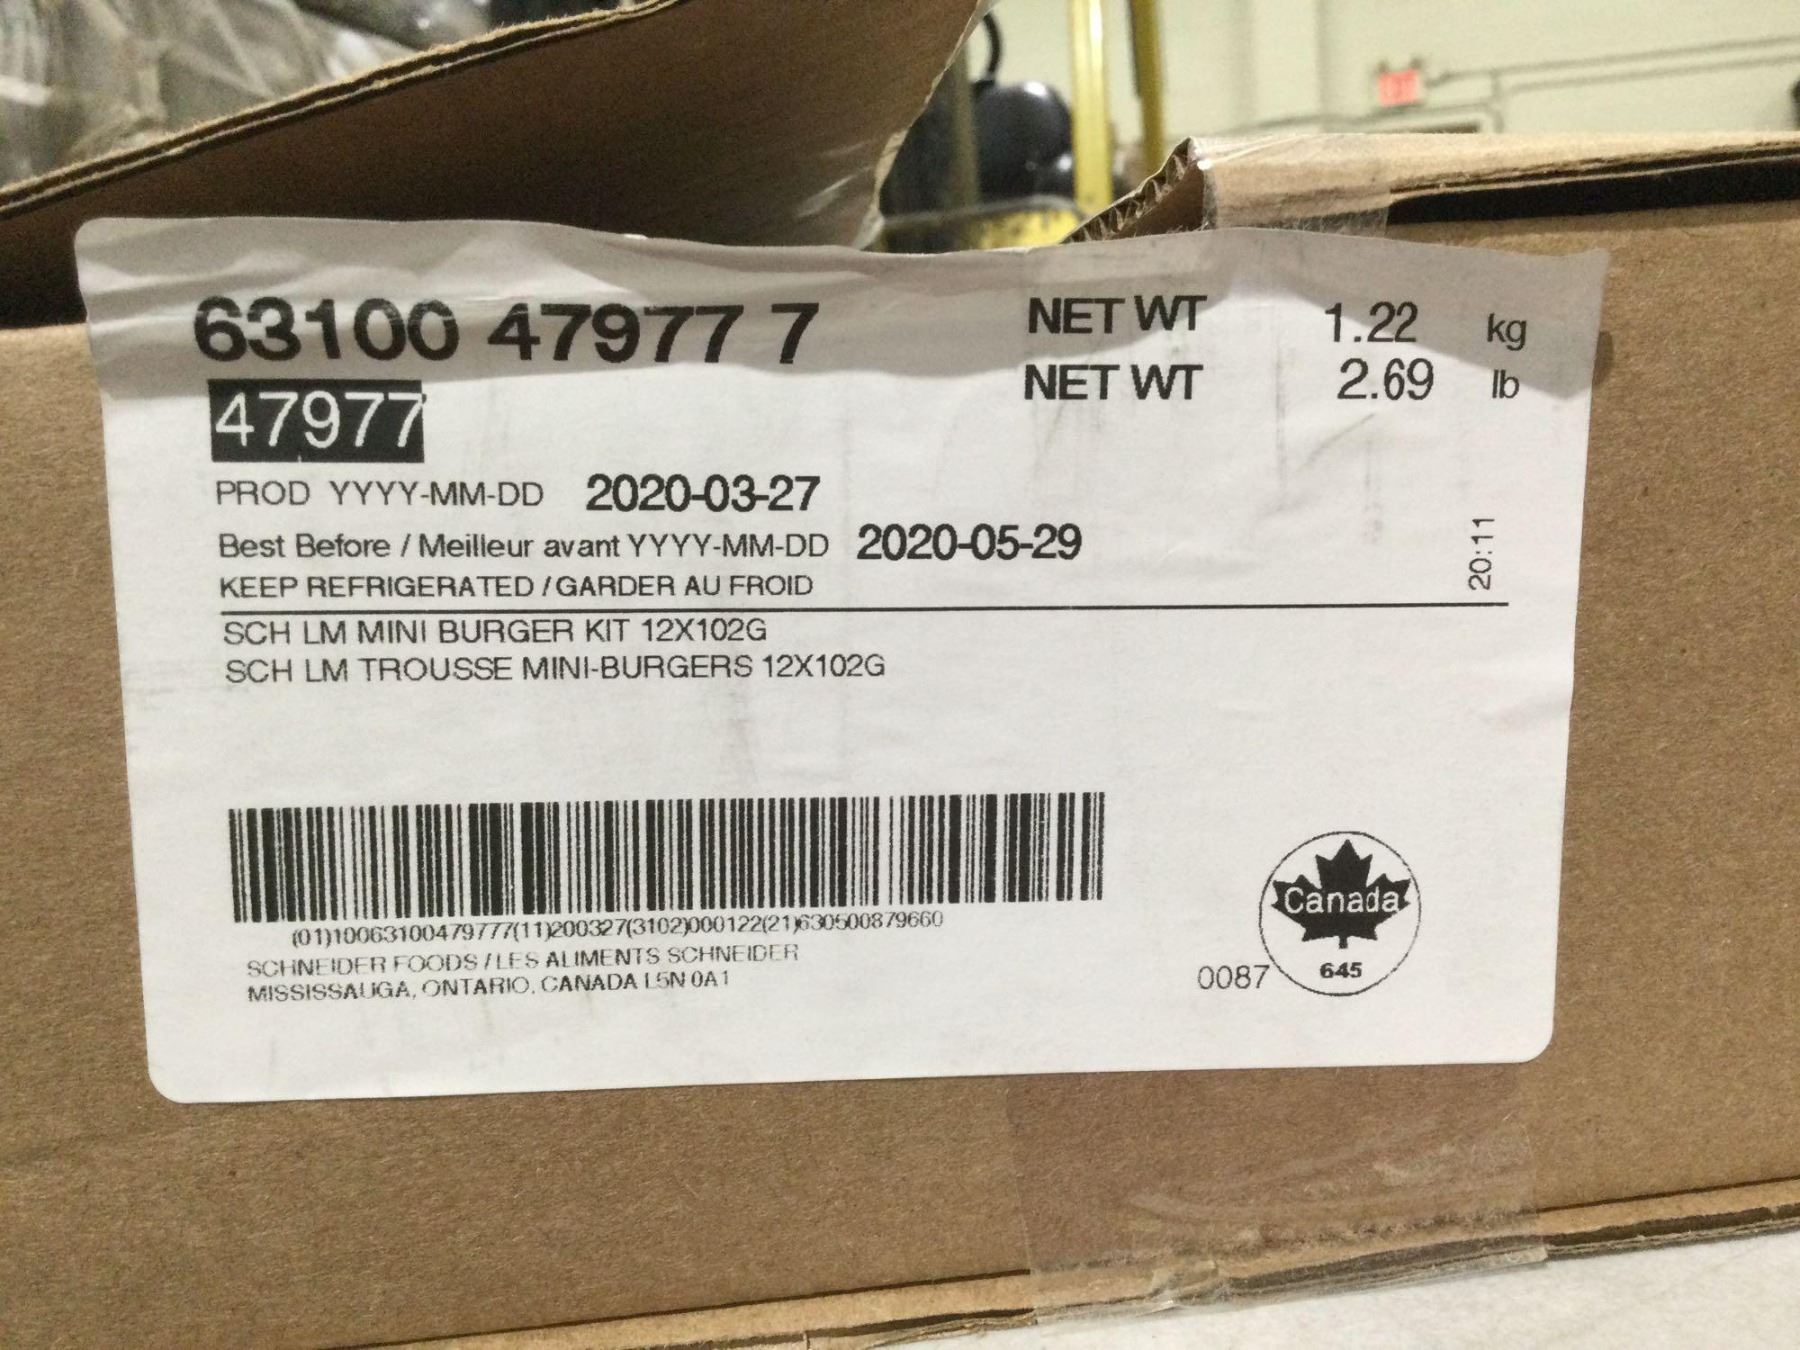 63100 47977 7
NET WT 1.22 kg
NET WT 2.69 lb
47977
PROD YYYY-MM-DD 2020-03-27
Best Before / Meilleur avant YYYY-MM-DD 2020-05-29
20:11
KEEP REFRIGERATED / GARDER AU FROID
SCH LM MINI BURGER KIT 12X102G
SCH LM TROUSSE MINI-BURGERS 12X102G
(01)10063100479777(11)200327(3102)000122(21)630500879660
SCHNEIDER FOODS / LES ALIMENTS SCHNEIDER
MISSISSAUGA, ONTARIO, CANADA L5N 0A1
Canada
645
0087
EXIT